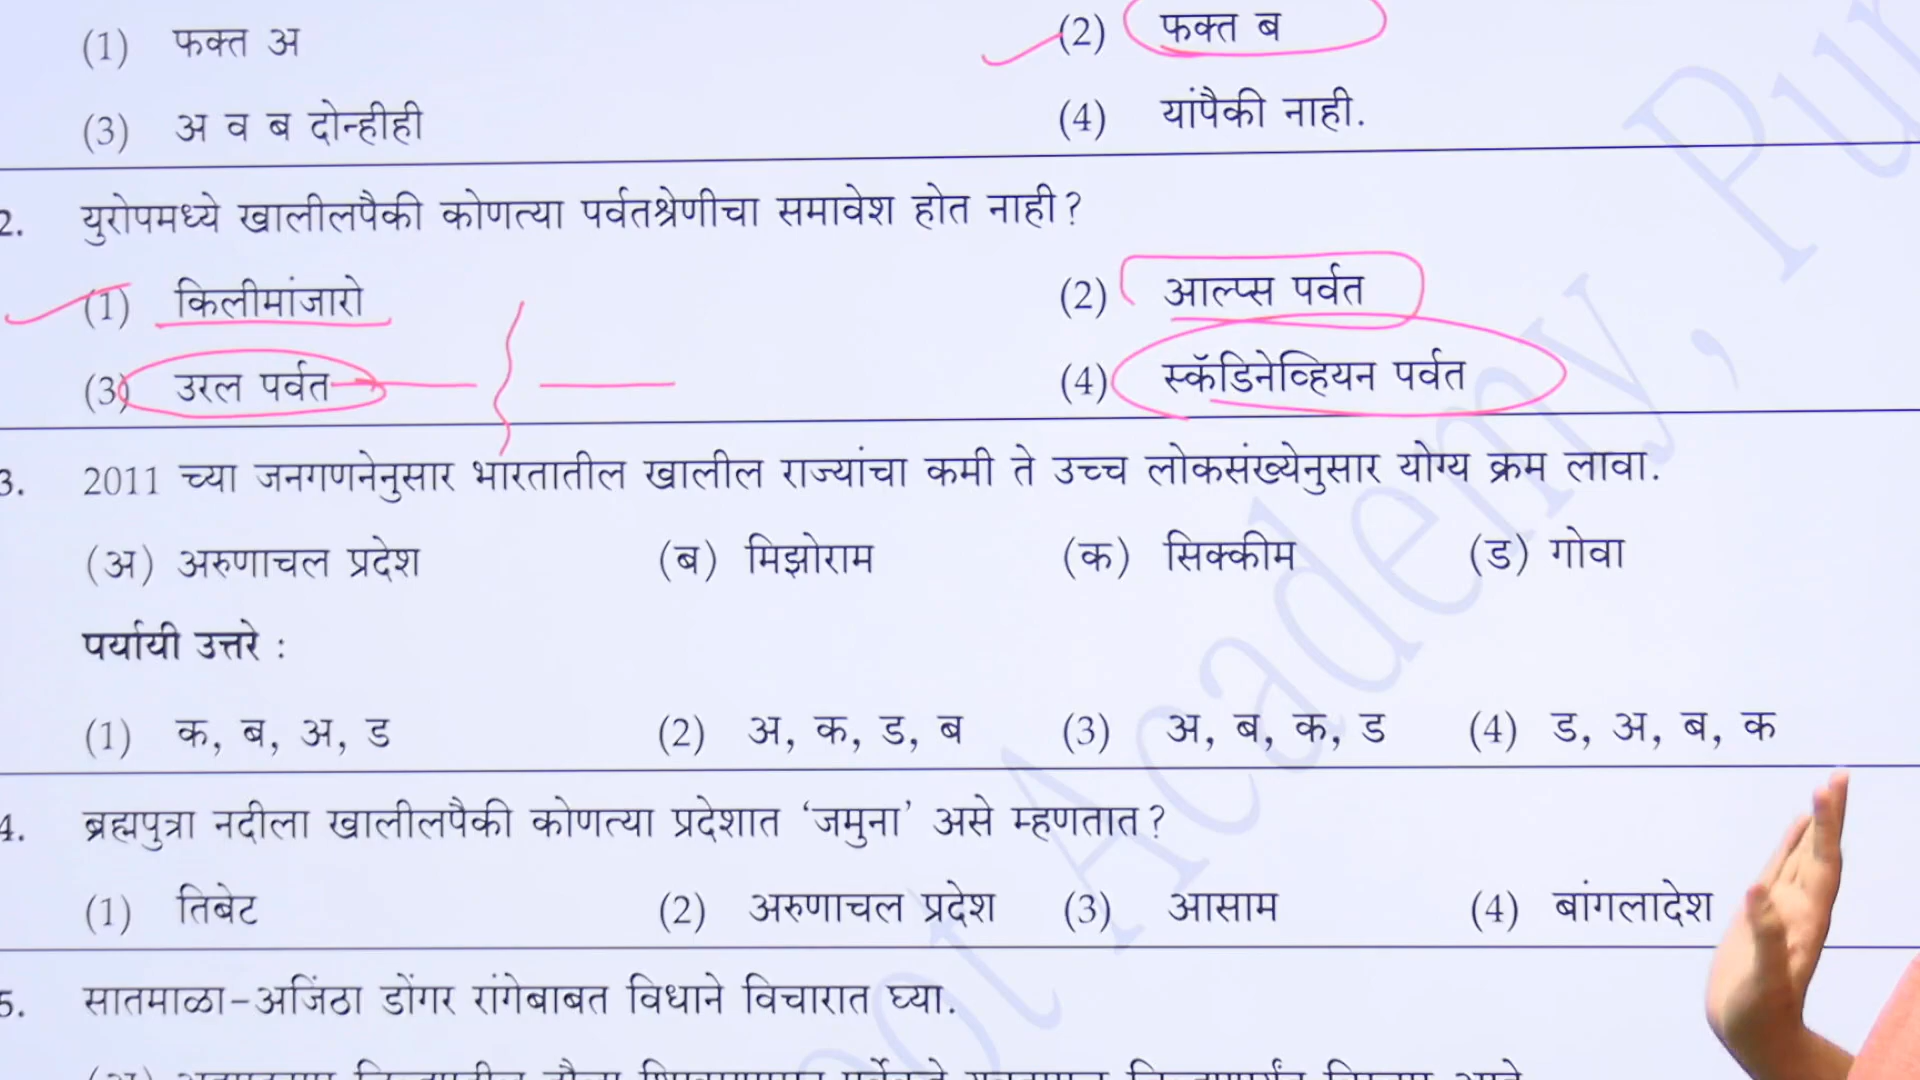 (1) फक्त अ (2) फक्त ब
(3) अ व ब दोन्हीही (4) यांपैकी नाही.
2. युरोपमध्ये खालीलपैकी कोणत्या पर्वतश्रेणीचा समावेश होत नाही?
(1) किलीमांजारो (2) आल्प्स पर्वत
(3) उरल पर्वत (4) स्कॅडिनेव्हियन पर्वत
3. 2011 च्या जनगणनेनुसार भारतातील खालील राज्यांचा कमी ते उच्च लोकसंख्येनुसार योग्य क्रम लावा.
(अ) अरुणाचल प्रदेश (ब) मिझोराम (क) सिक्कीम (ड) गोवा
पर्यायी उत्तरे :
(1) क, ब, अ, ड (2) अ, क, ड, ब (3) अ, ब, क, ड (4) ड, अ, ब, क
4. ब्रह्मपुत्रा नदीला खालीलपैकी कोणत्या प्रदेशात ‘जमुना’ असे म्हणतात?
(1) तिबेट (2) अरुणाचल प्रदेश (3) आसाम (4) बांगलादेश
5. सातमाळा-अजिंठा डोंगर रांगेबाबत विधाने विचारात घ्या.
Academy, Pun